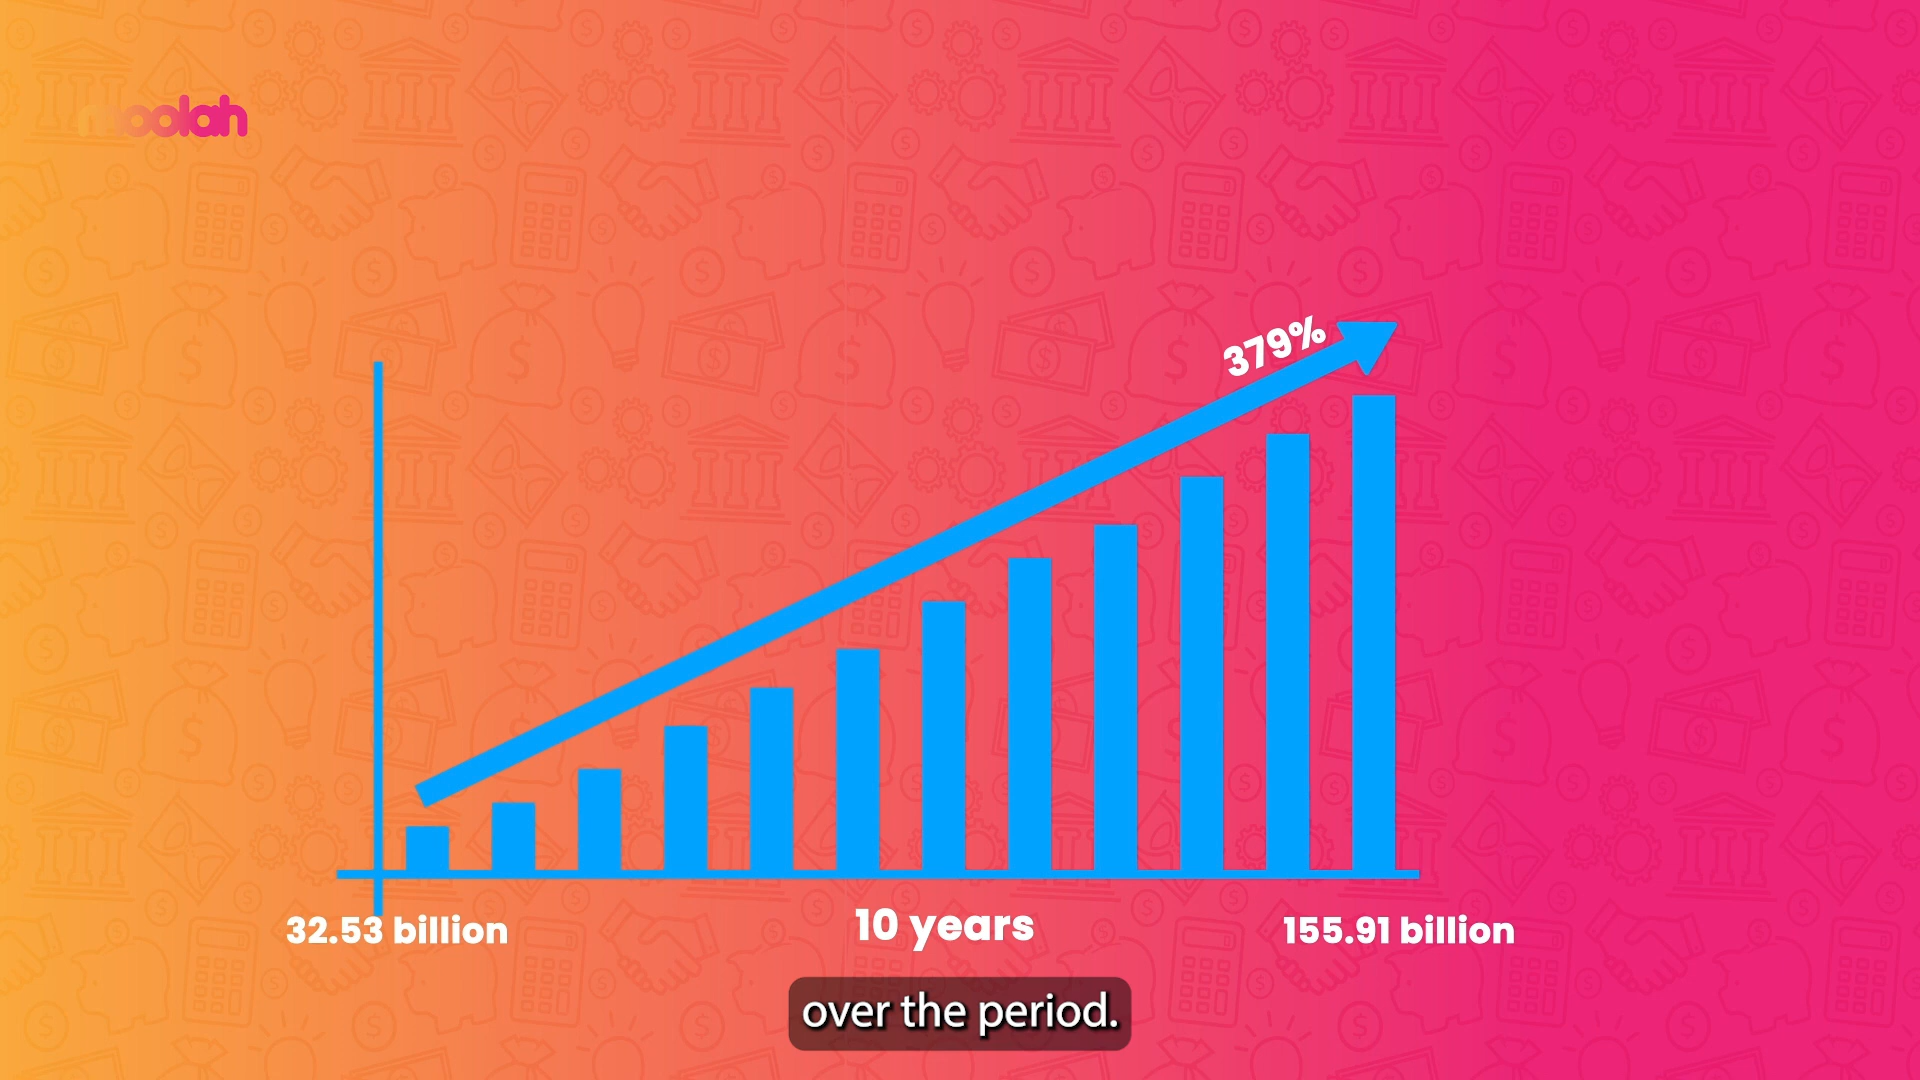 moolah
379%
32.53 billion
10 years
155.91 billion
over the period.